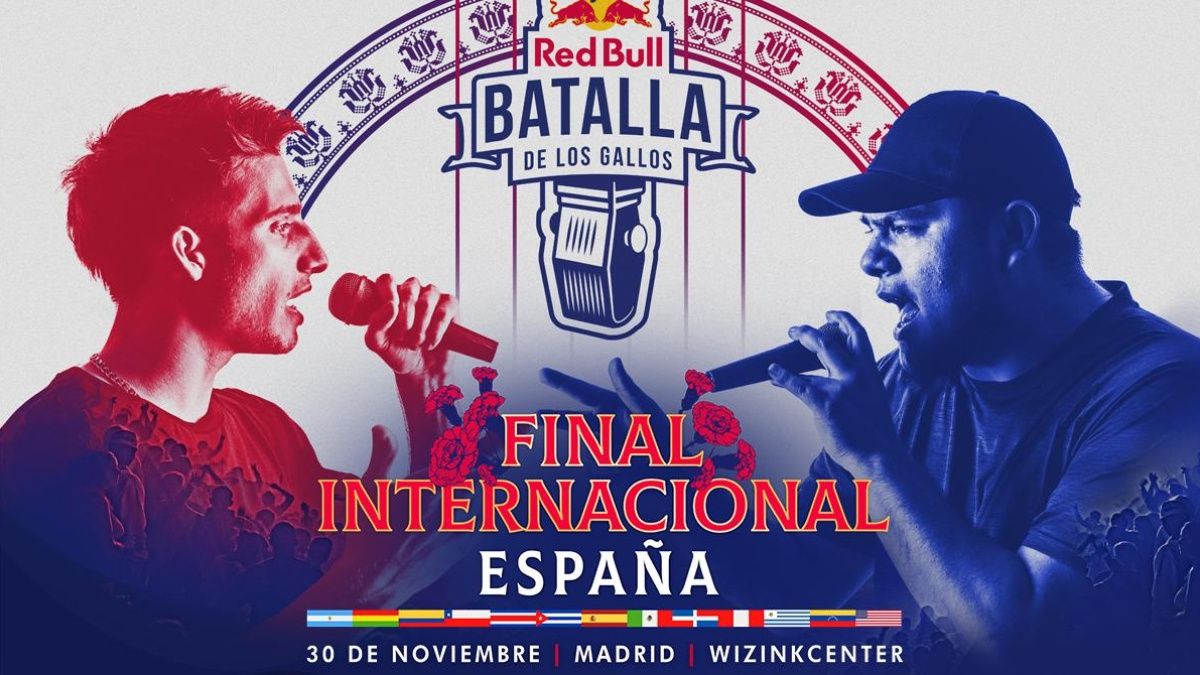 Red Bull
BATALLA
DE LOS GALLOS
FINAL
INTERNACIONAL
ESPAÑA
30 DE NOVIEMBRE | MADRID | WIZINKCENTER